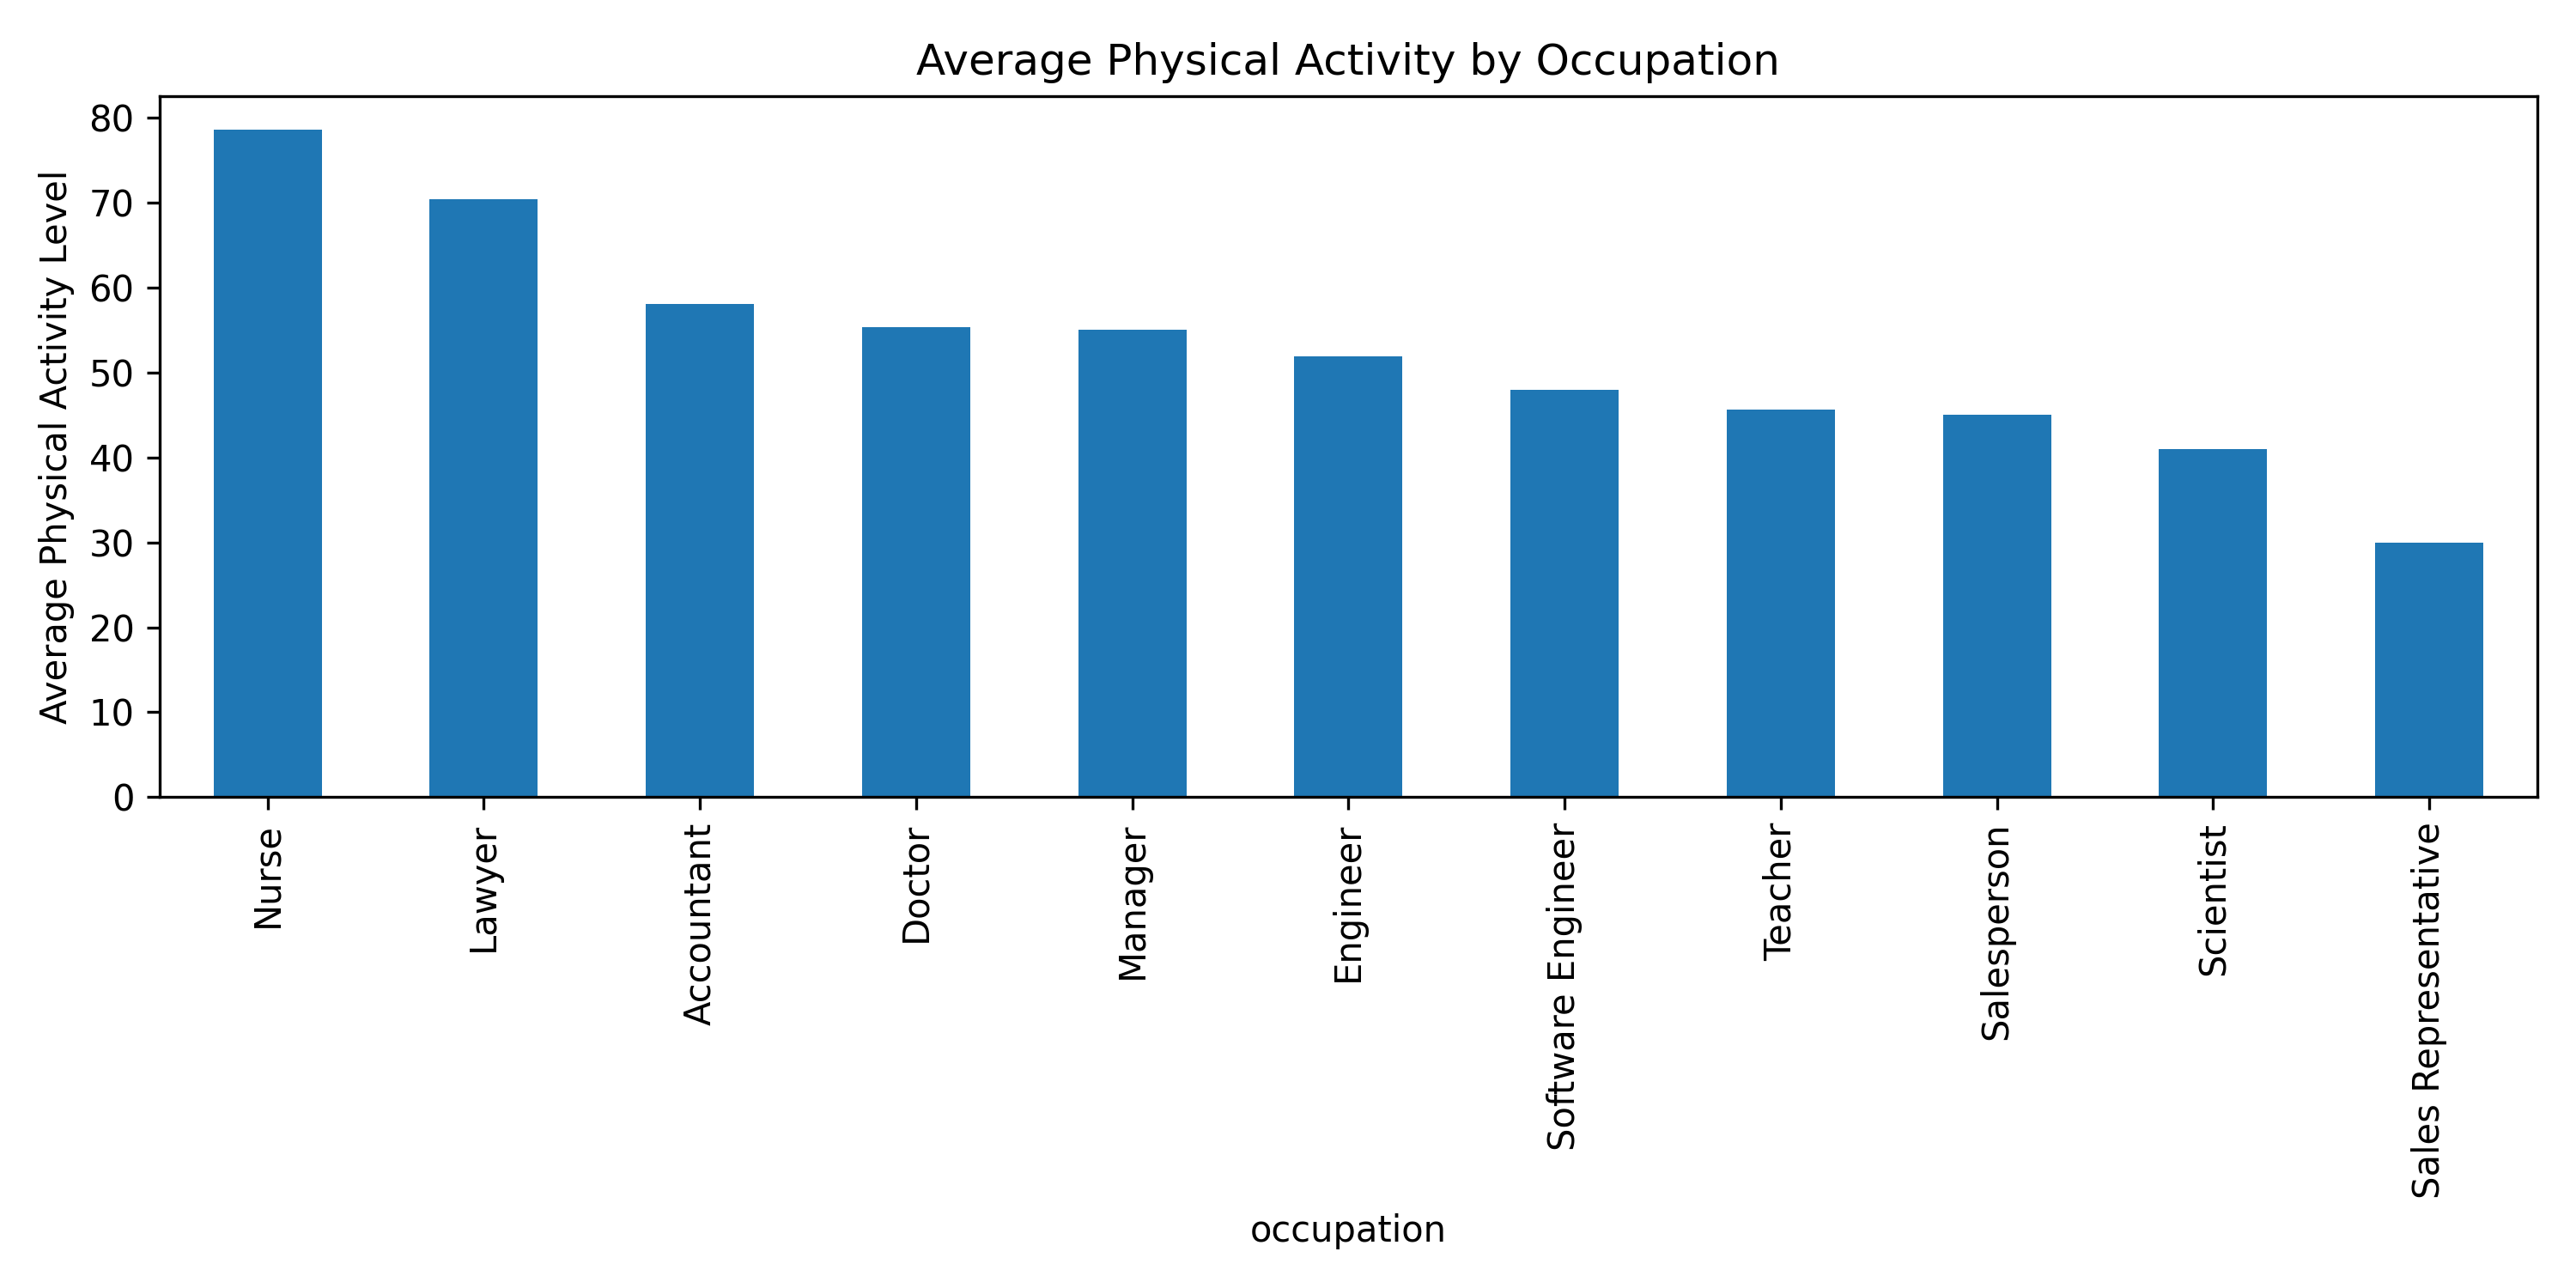 Average Physical Activity by Occupation
Average Physical Activity Level
80
70
60
50
40
30
20
10
0
Nurse
Lawyer
Accountant
Doctor
Manager
Engineer
Software Engineer
Teacher
Salesperson
Scientist
Sales Representative
occupation